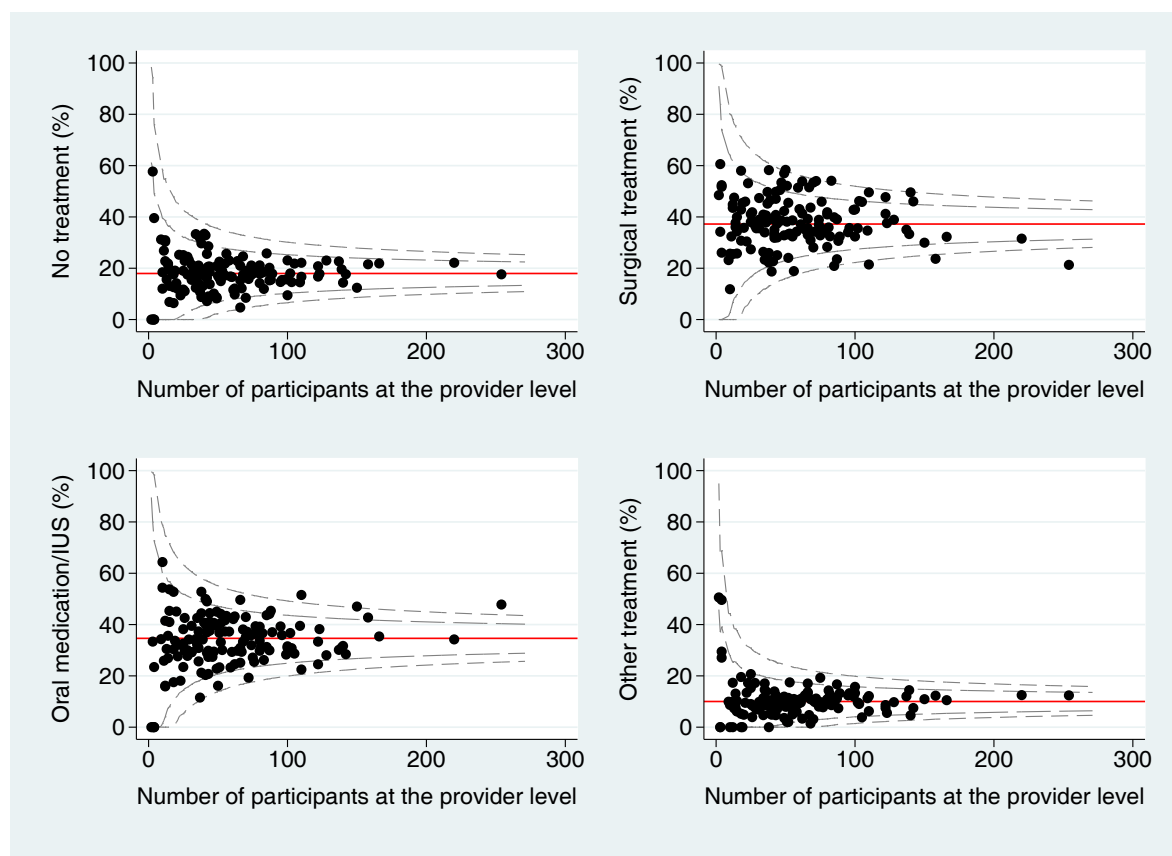 No treatment (%)
100
80
60
40
20
0
0 100 200 300
Number of participants at the provider level
Surgical treatment (%)
100
80
60
40
20
0
0 100 200 300
Number of participants at the provider level
Oral medication/IUS (%)
100
80
60
40
20
0
0 100 200 300
Number of participants at the provider level
Other treatment (%)
100
80
60
40
20
0
0 100 200 300
Number of participants at the provider level